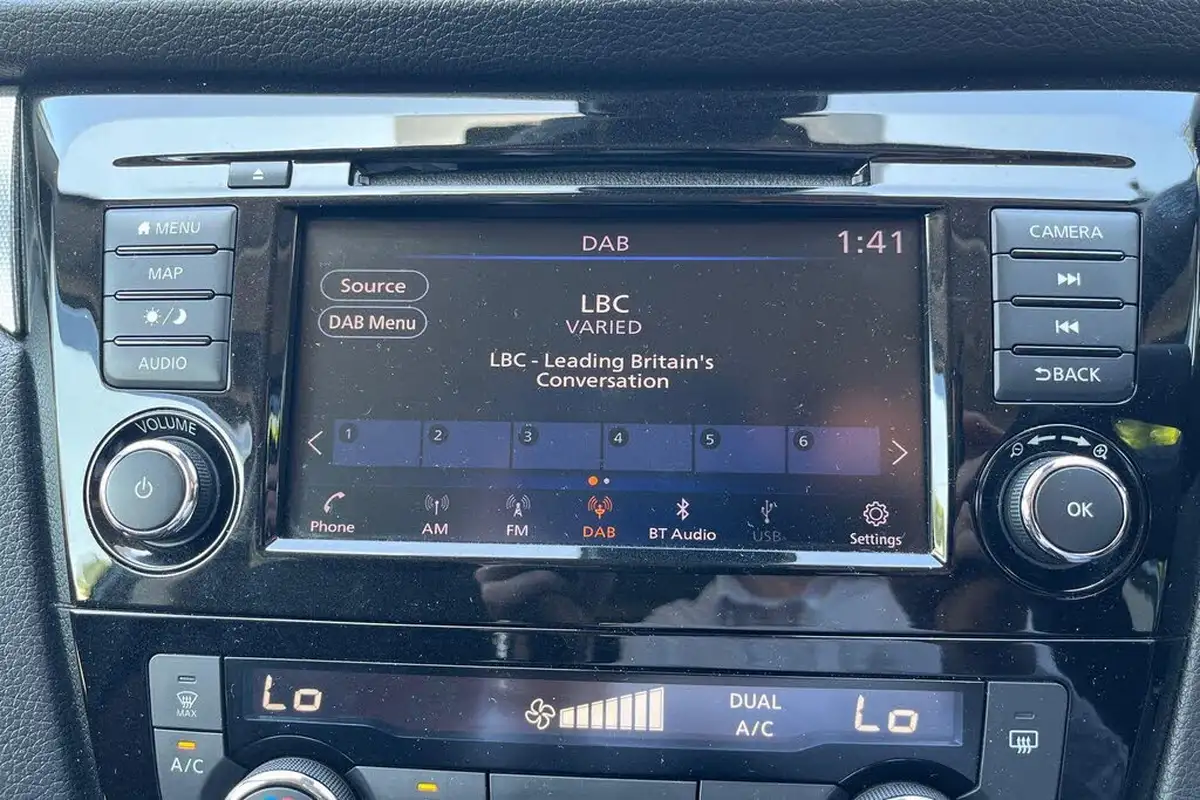 MENU
MAP
AUDIO
VOLUME
DAB
1:41
Source
DAB Menu
LBC
VARIED
LBC - Leading Britain's
Conversation
1 2 3 4 5 6
Phone AM FM DAB BT Audio USB Settings
CAMERA
BACK
OK
MAX
A/C
Lo
DUAL
A/C
Lo